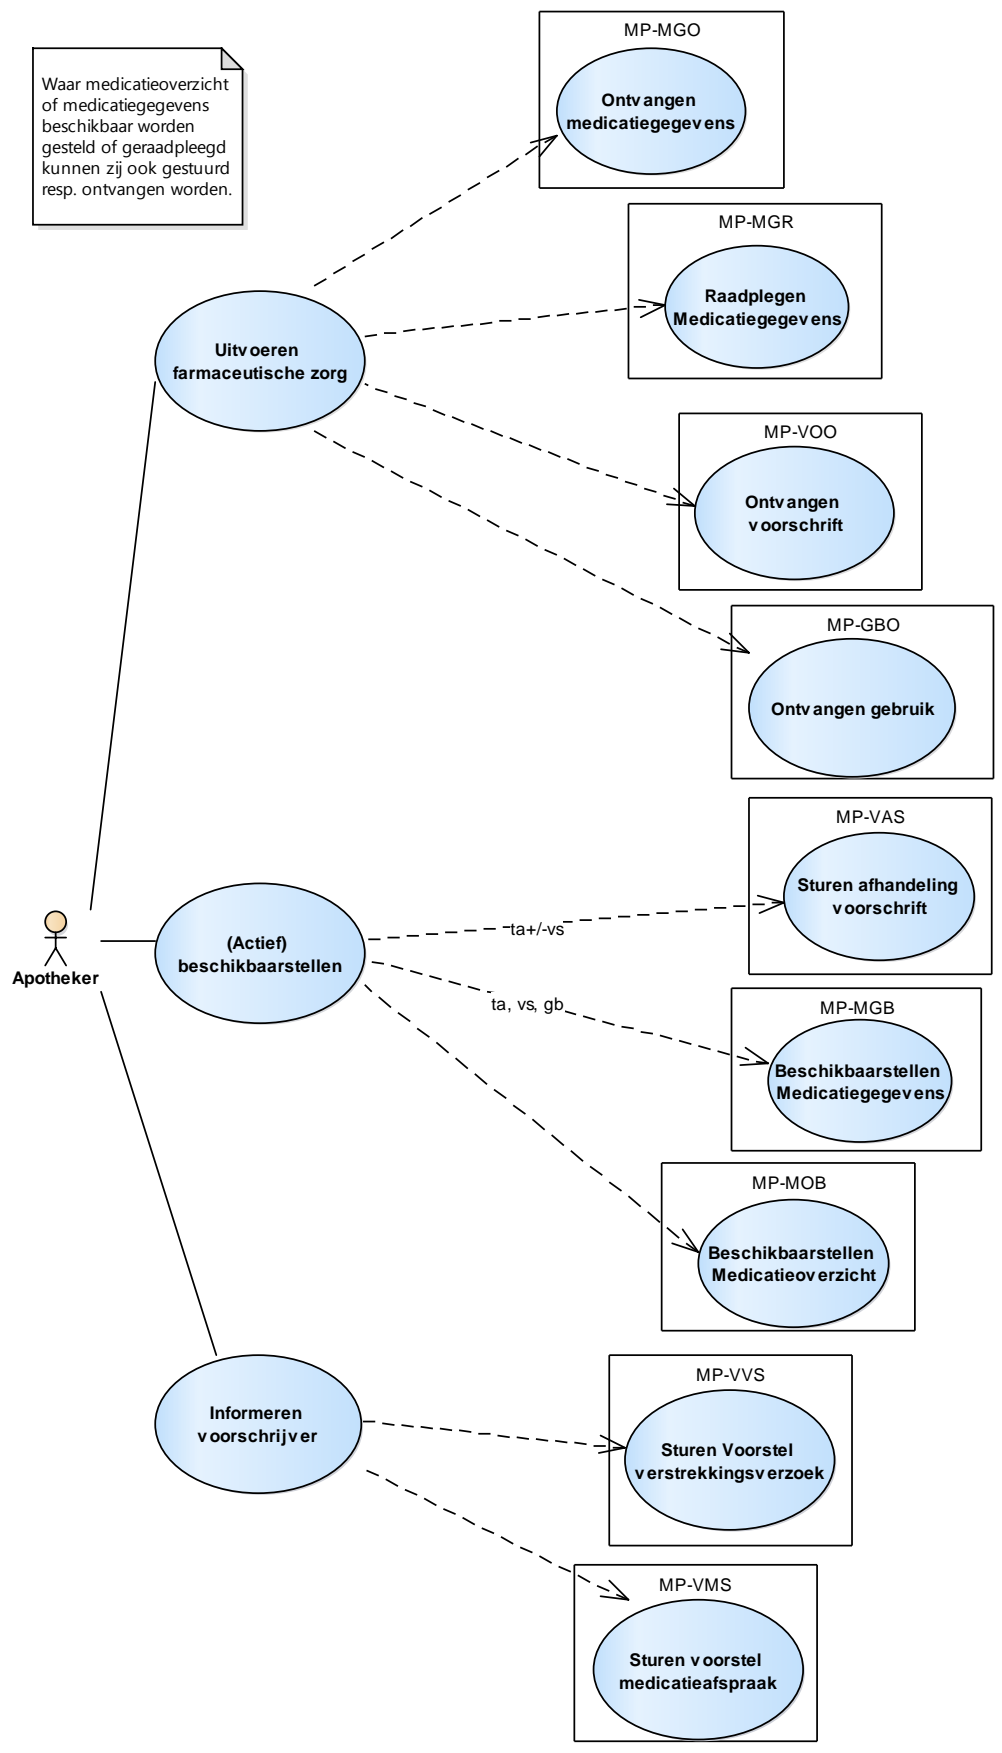 MP-MGO
Ontvangen
medicatiegegevens
Waar medicatieoverzicht
of medicatiegegevens
beschikbaar worden
gesteld of geraadpleegd
kunnen zij ook gestuurd
resp. ontvangen worden.
MP-MGR
Raadplegen
Medicatiegegevens
Uitvoeren
farmaceutische zorg
MP-VOO
Ontvangen
voorschrift
MP-GBO
Ontvangen gebruik
MP-VAS
Sturen afhandeling
voorschrift
ta+/-vs
(Actief)
beschikbaarstellen
Apotheker
ta, vs, gb
MP-MGB
Beschikbaarstellen
Medicatiegegevens
MP-MOB
Beschikbaarstellen
Medicatieoverzicht
MP-VVS
Informeren
voorschrijver
Sturen Voorstel
verstrekkingsverzoek
MP-VMS
Sturen voorstel
medicatieafspraak